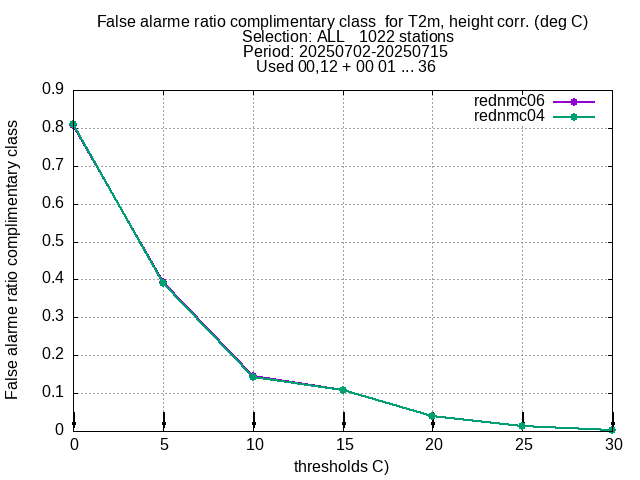 False alarme ratio complimentary class  for T2m, height corr. (deg C)
Selection: ALL   1022 stations
Period: 20250702-20250715
Used 00,12 + 00 01 ... 36
rednmc06
rednmc04
False alarme ratio complimentary class
0.9
0.8
0.7
0.6
0.5
0.4
0.3
0.2
0.1
0
0 5 10 15 20 25 30
thresholds C)